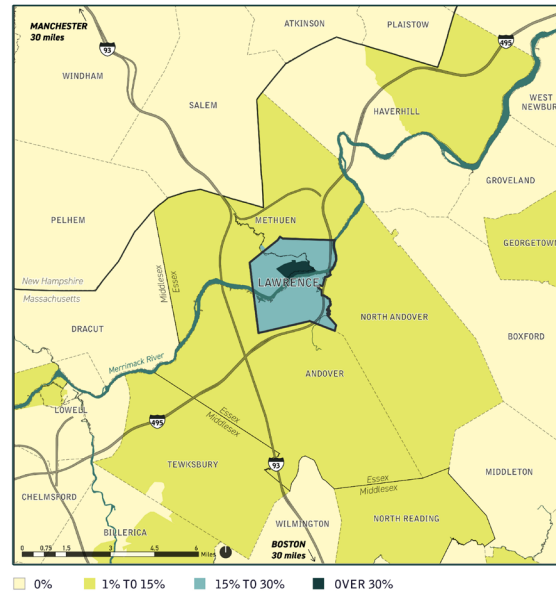 MANCHESTER
30 miles
ATKINSON
PLAISTOW
93
495
WINDHAM
SALEM
HAVERHILL
WEST
NEWBUR
GROVELAND
PELHEM
METHUEN
GEORGETOWN
New Hampshire
Massachusetts
Middlesex
Essex
LAWRENCE
NORTH ANDOVER
DRACUT
BOXFORD
Merrimack River
ANDOVER
LOWELL
495
Essex
Middlesex
TEWKSBURY
93
Essex
Middlesex
MIDDLETON
CHELMSFORD
WILMINGTON
NORTH READING
BILLERICA
0 0.75 1.5 3 4.5 6
Miles
BOSTON
30 miles
0% 1% TO 15% 15% TO 30% OVER 30%